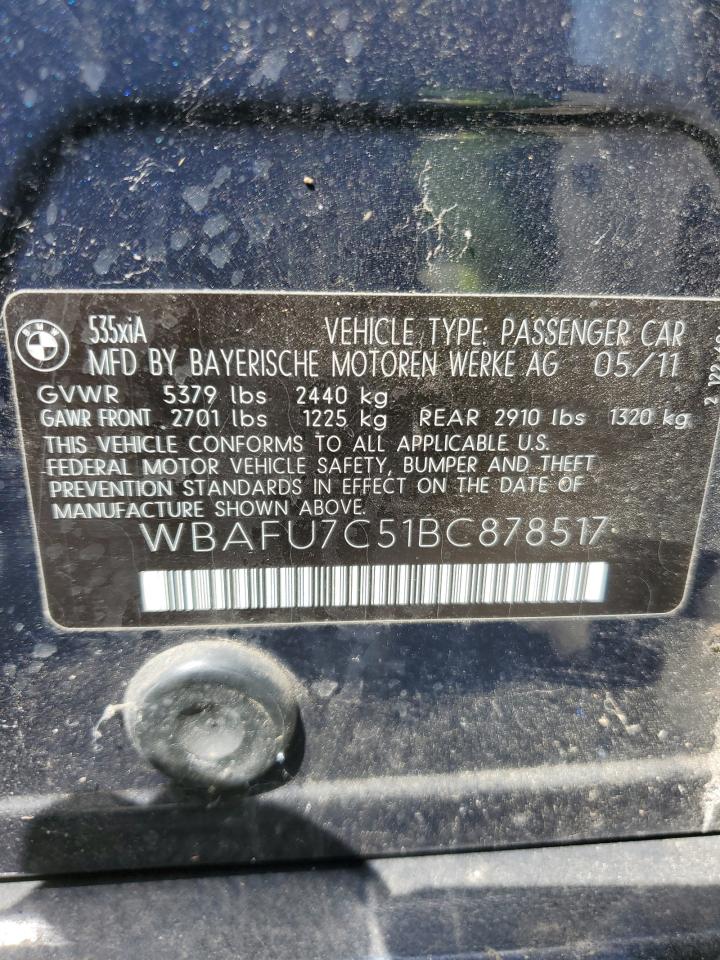 BMW
535xiA VEHICLE TYPE: PASSENGER CAR
MFD BY BAYERISCHE MOTOREN WERKE AG 05/11
GVWR 5379 lbs 2440 kg
GAWR FRONT 2701 lbs 1225 kg REAR 2910 lbs 1320 kg
THIS VEHICLE CONFORMS TO ALL APPLICABLE U.S.
FEDERAL MOTOR VEHICLE SAFETY, BUMPER AND THEFT
PREVENTION STANDARDS IN EFFECT ON THE DATE OF
MANUFACTURE SHOWN ABOVE.
WBAFU7C51BC878517